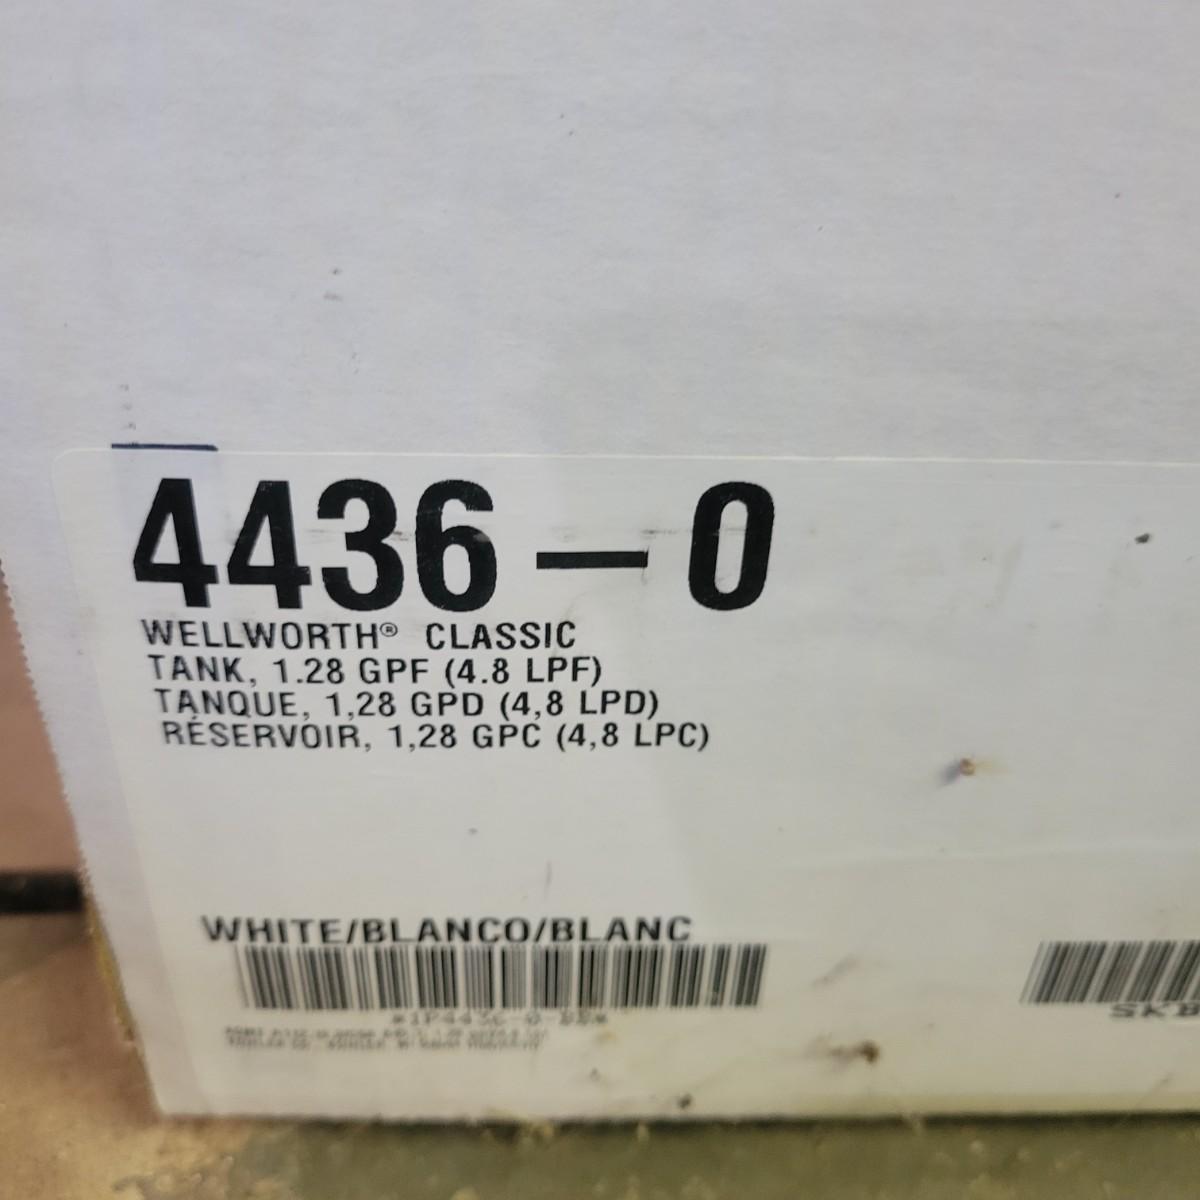 4436 — 0
WELLWORTH® CLASSIC
TANK, 1.28 GPF (4.8 LPF)
TANQUE, 1,28 GPD (4,8 LPD)
RÉSERVOIR, 1,28 GPC (4,8 LPC)
WHITE/BLANCO/BLANC
SKB